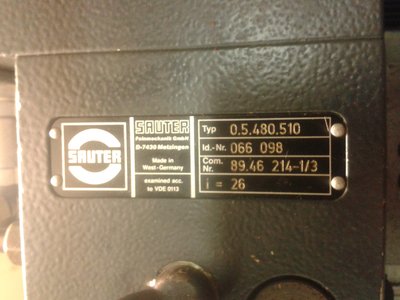 SAUTER
SAUTER
Feinmechanik GmbH
D-7430 Metzingen
Made in
West-Germany
examined acc.
to VDE 0113
Typ 0.5.480.510
Id.-Nr. 066 098
Com. Nr. 89.46 214-1/3
i = 26